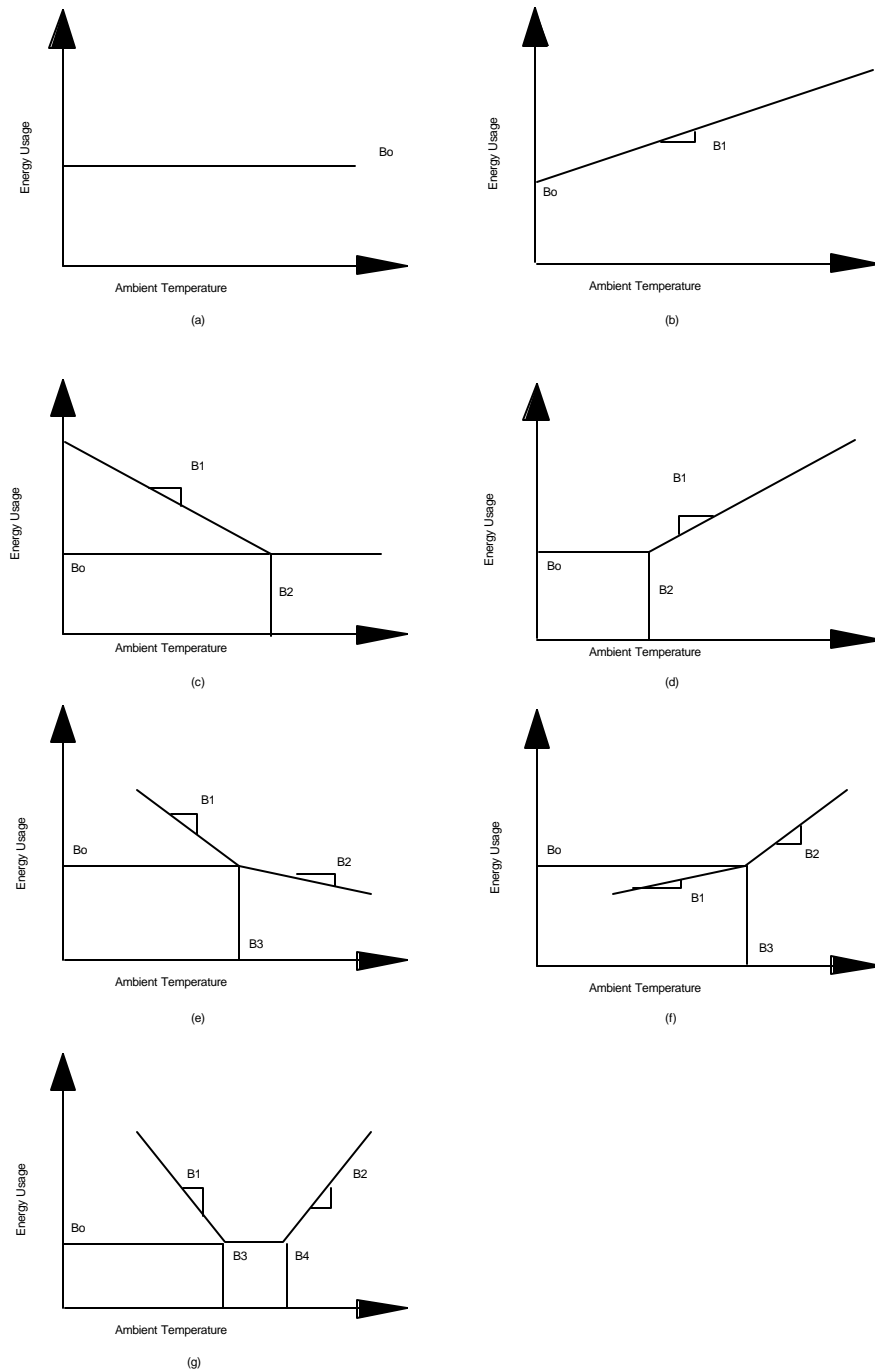 Energy Usage
Bo
Ambient Temperature
(a)
Energy Usage
B1
Bo
Ambient Temperature
(b)
Energy Usage
B1
Bo
B2
Ambient Temperature
(c)
Energy Usage
B1
Bo
B2
Ambient Temperature
(d)
Energy Usage
B1
Bo
B2
B3
Ambient Temperature
(e)
Energy Usage
Bo
B2
B1
B3
Ambient Temperature
(f)
Energy Usage
B1
B2
Bo
B3
B4
Ambient Temperature
(g)